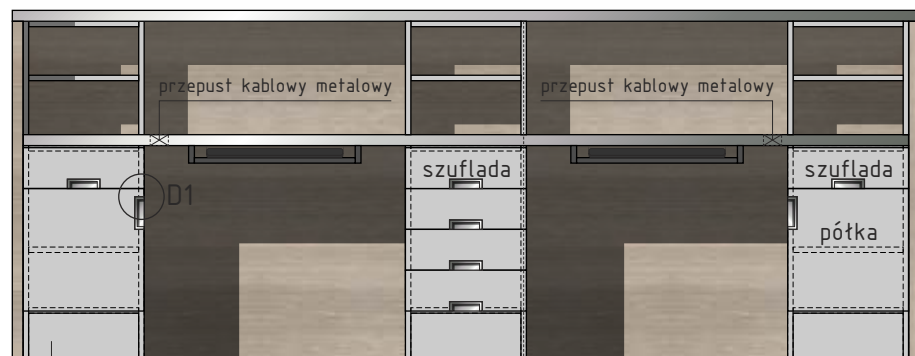 przepust kablowy metalowy
przepust kablowy metalowy
szuflada
szuflada
D1
półka